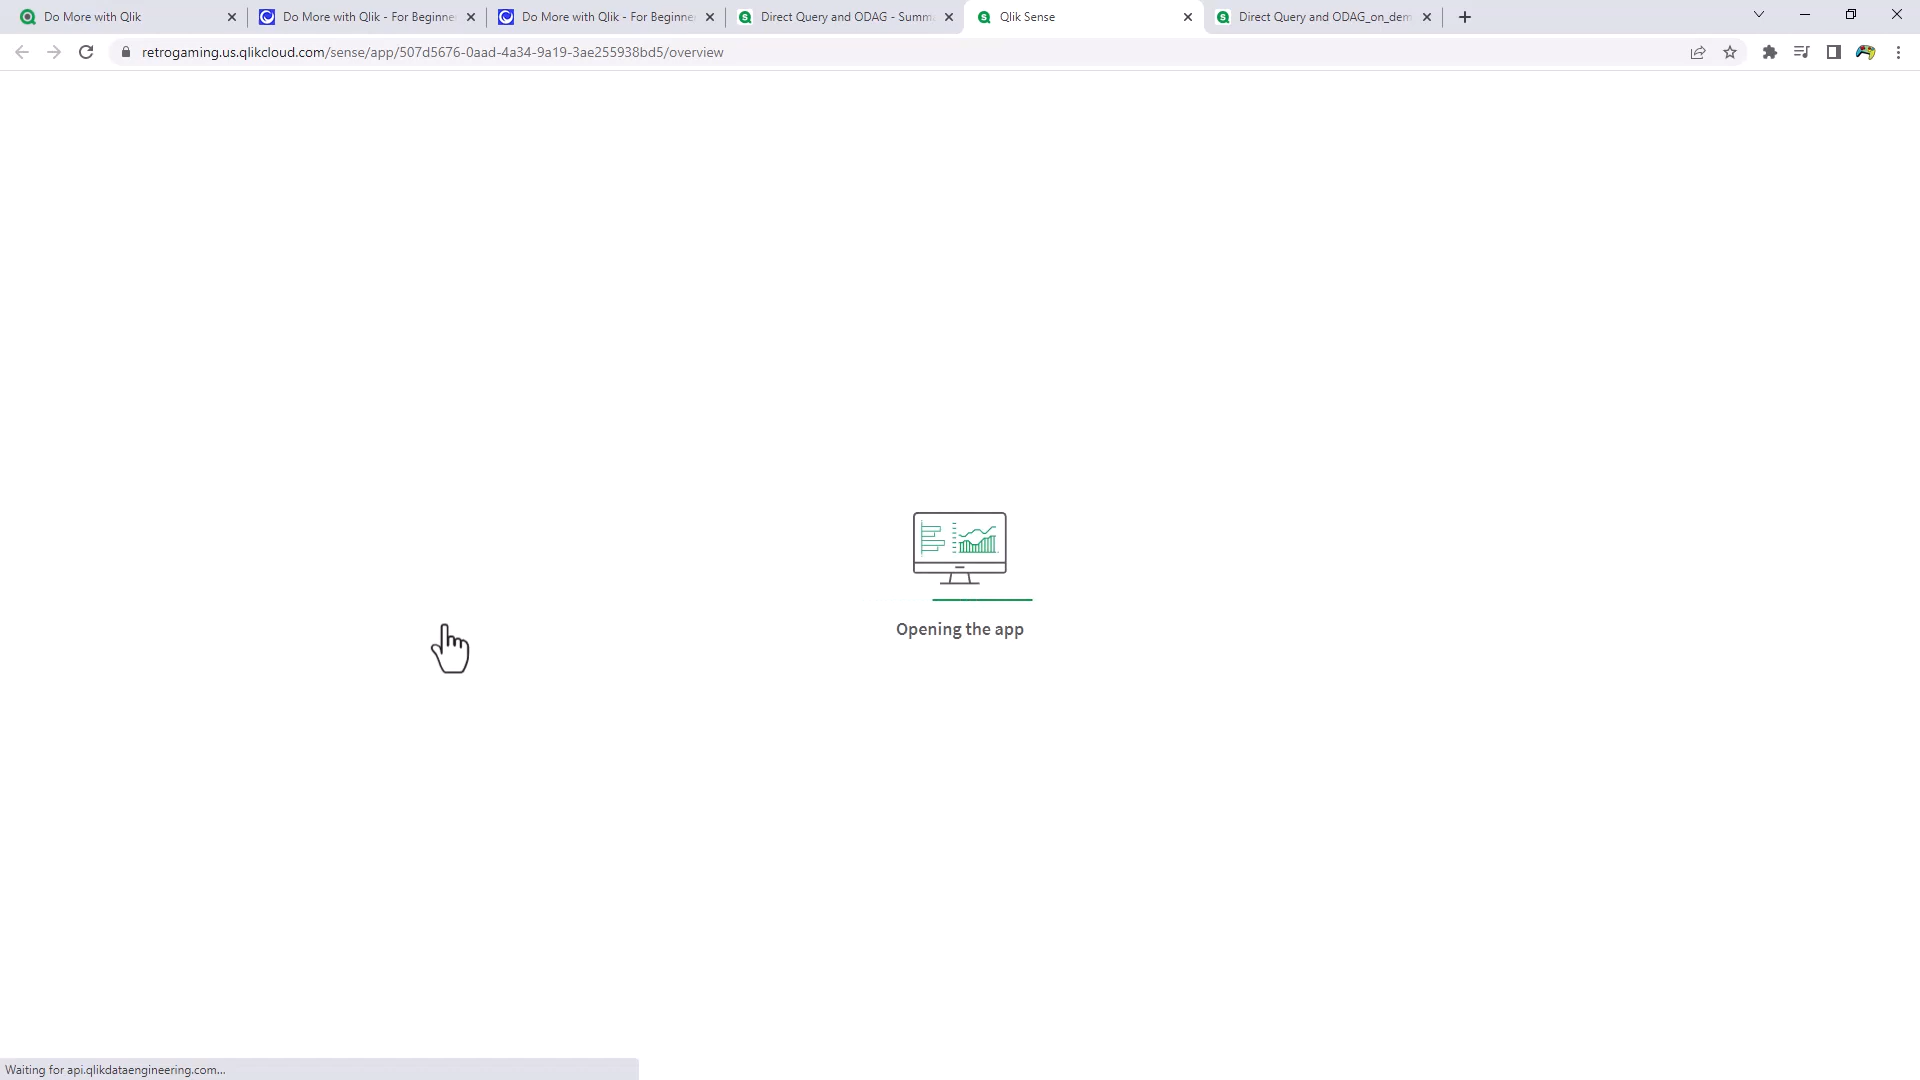 Do More with Qlik
Do More with Qlik - For Beginne
Do More with Qlik - For Beginne
Direct Query and ODAG - Summ
Qlik Sense
Direct Query and ODAG_on_dem
retrogaming.us.qlikcloud.com/sense/app/507d5676-0aad-4a34-9a19-3ae255938bd5/overview
Opening the app
Waiting for api.qlikdataengineering.com...